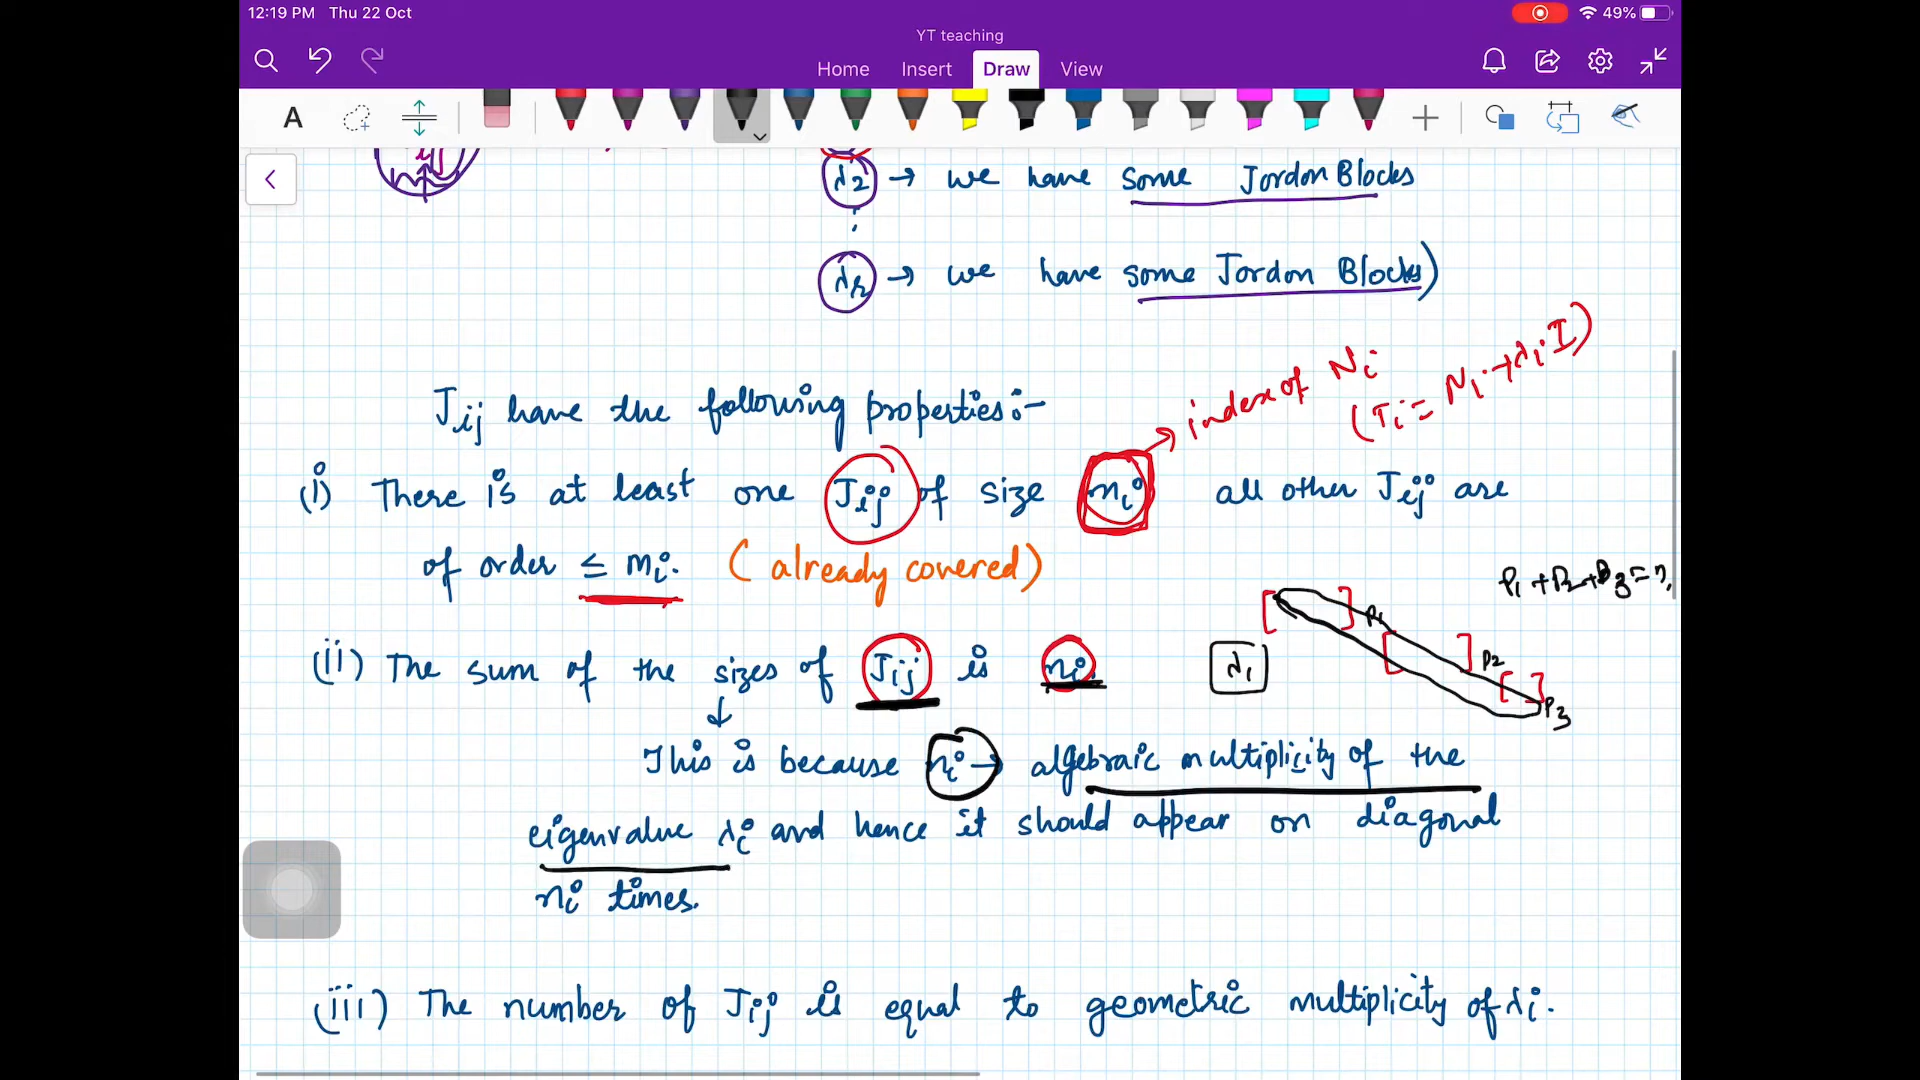 12:19 PM Thu 22 Oct
49%
YT teaching
Home Insert Draw View
A
ij
λ2 → we have some Jordon Blocks
λr → we have some Jordon Blocks)
index of Ni
(Ti = Ni + λi I)
Jij have the following properties:-
(i) There is at least one Jij of size mi all other Jij are
of order ≤ mi. (already covered)
P1 + P2 + P3 = n,
P1
(ii) The sum of the sizes of Jij is ni.
λ1
P2
P3
This is because ni → algebraic multiplicity of the
eigenvalue λi and hence it should appear on diagonal
ni times.
(iii) The number of Jij is equal to geometric multiplicity of λi.